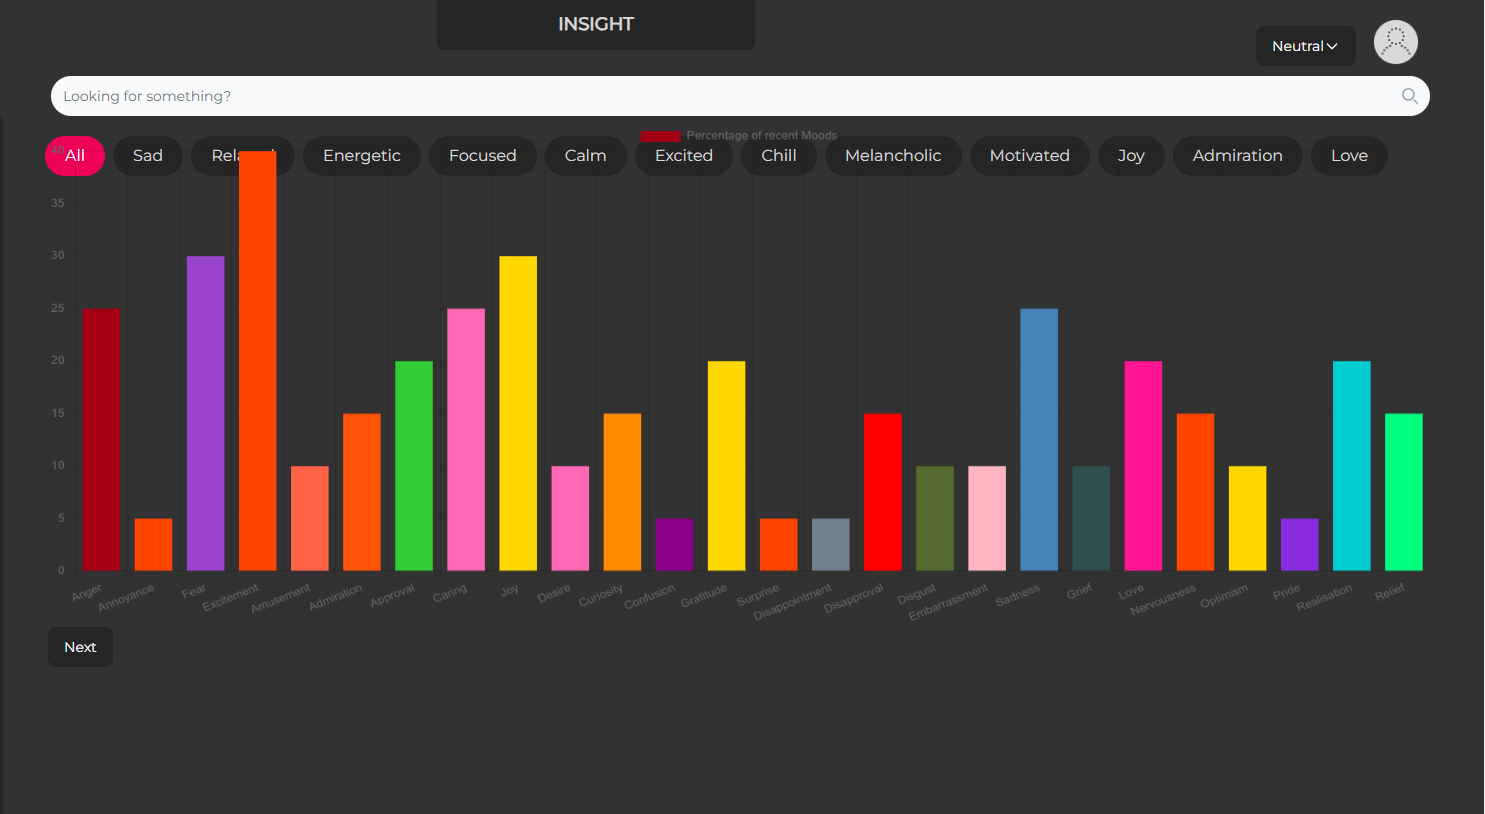 INSIGHT
Neutral
Looking for something?
Percentage of recent Moods
All
Sad
Energetic
Focused
Calm
Excited
Chill
Melancholic
Motivated
Joy
Admiration
Love
40
35
30
25
20
15
10
5
0
Anger
Annoyance
Fear
Excitement
Amusement
Admiration
Approval
Caring
Joy
Desire
Curiosity
Confusion
Gratitude
Surprise
Disappointment
Disapproval
Disgust
Embarrassment
Sadness
Grief
Love
Nervousness
Optimism
Pride
Realisation
Relief
Next